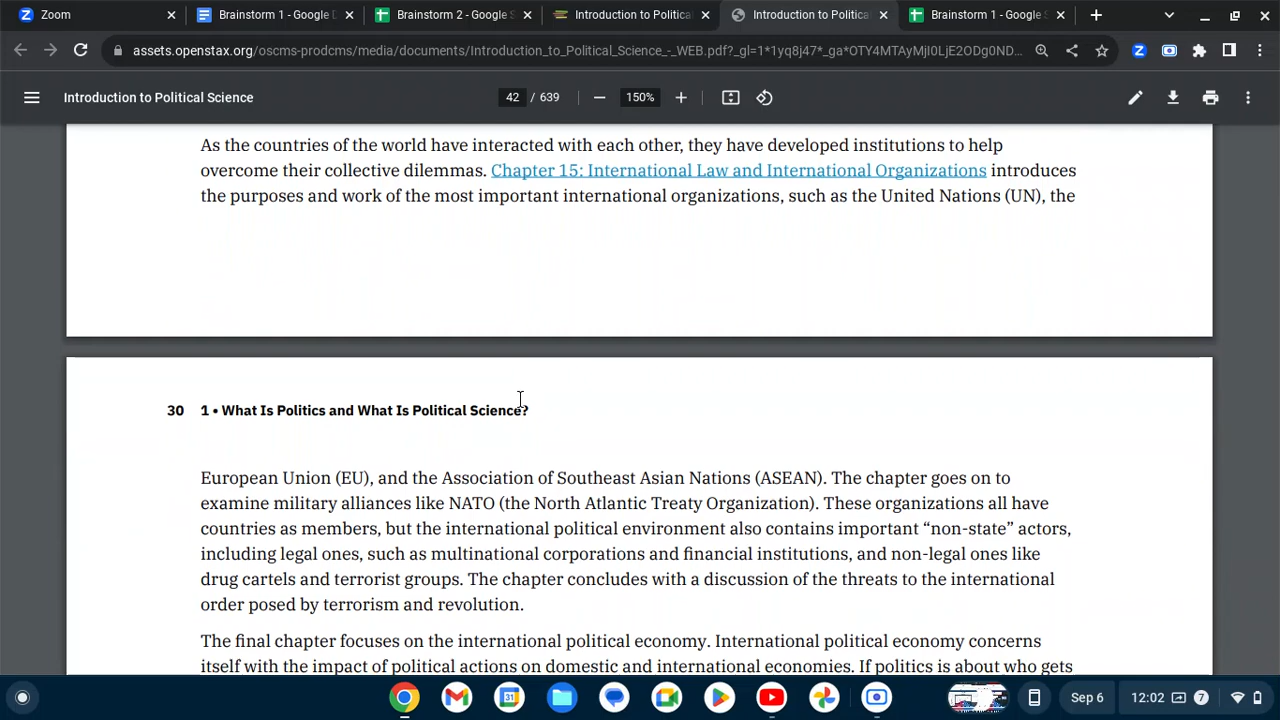 Zoom
Brainstorm 1 - Google D
Brainstorm 2 - Google S
Introduction to Political
Introduction to Political
Brainstorm 1 - Google S
assets.openstax.org/oscms-prodcms/media/documents/Introduction_to_Political_Science_-_WEB.pdf?_gl=1*1yq8j47*_ga*OTY4MTAyMjI0LjE2ODg0ND...
Introduction to Political Science
42 / 639
150%
As the countries of the world have interacted with each other, they have developed institutions to help
overcome their collective dilemmas. Chapter 15: International Law and International Organizations introduces
the purposes and work of the most important international organizations, such as the United Nations (UN), the
30 1 • What Is Politics and What Is Political Science?
European Union (EU), and the Association of Southeast Asian Nations (ASEAN). The chapter goes on to
examine military alliances like NATO (the North Atlantic Treaty Organization). These organizations all have
countries as members, but the international political environment also contains important “non-state” actors,
including legal ones, such as multinational corporations and financial institutions, and non-legal ones like
drug cartels and terrorist groups. The chapter concludes with a discussion of the threats to the international
order posed by terrorism and revolution.
The final chapter focuses on the international political economy. International political economy concerns
itself with the impact of political actions on domestic and international economies. If politics is about who gets
Sep 6
12:02
7